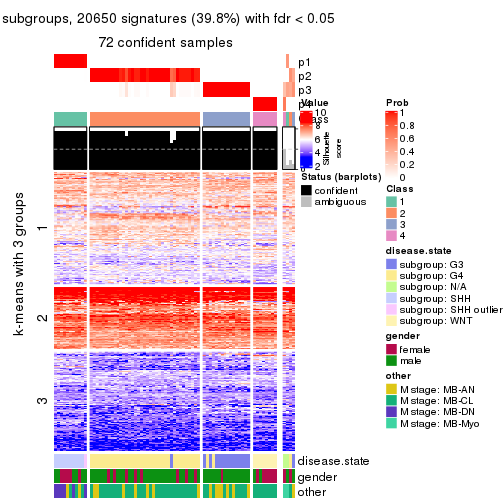 subgroups, 20650 signatures (39.8%) with fdr < 0.05
72 confident samples
p1
p2
p3
p4
Class
Silhouette
score
k-means with 3 groups
1
2
3
disease.state
gender
other
Value
10
8
6
4
2
Status (barplots)
confident
ambiguous
Prob
1
0.8
0.6
0.4
0.2
0
Class
1
2
3
4
disease.state
subgroup: G3
subgroup: G4
subgroup: N/A
subgroup: SHH
subgroup: SHH outlier
subgroup: WNT
gender
female
male
other
M stage: MB-AN
M stage: MB-CL
M stage: MB-DN
M stage: MB-Myo